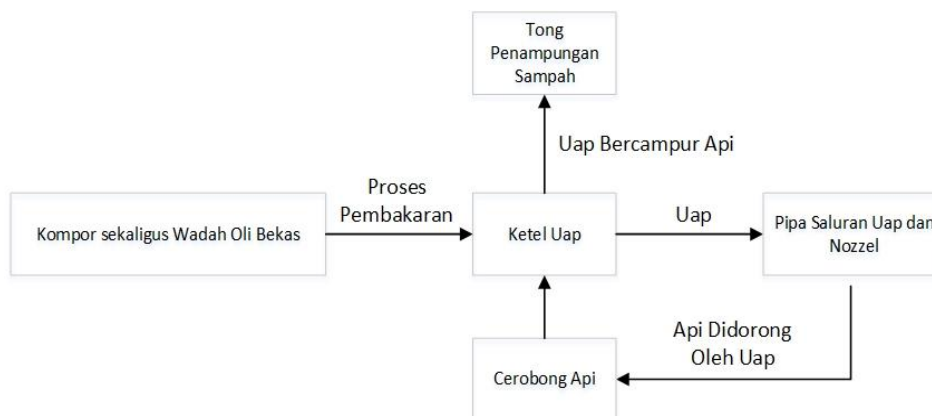 Tong
Penampungan
Sampah
Uap Bercampur Api
Proses
Pembakaran
Kompor sekaligus Wadah Oli Bekas
Ketel Uap
Uap
Pipa Saluran Uap dan
Nozzel
Api Didorong
Oleh Uap
Cerobong Api